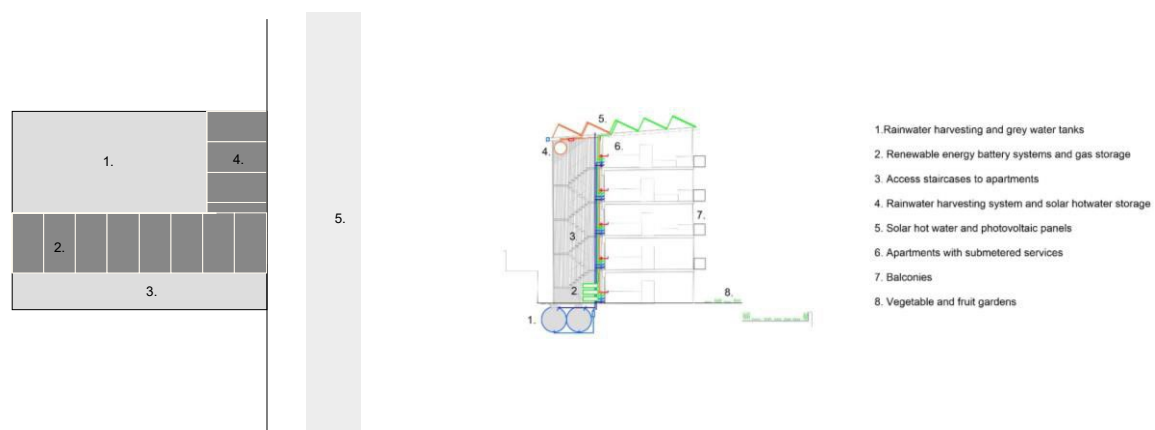 1.
4.
2.
3.
5.
5.
4.
6.
7.
3
2.
8.
1.
1.Rainwater harvesting and grey water tanks
2. Renewable energy battery systems and gas storage
3. Access staircases to apartments
4. Rainwater harvesting system and solar hotwater storage
5. Solar hot water and photovoltaic panels
6. Apartments with submetered services
7. Balconies
8. Vegetable and fruit gardens